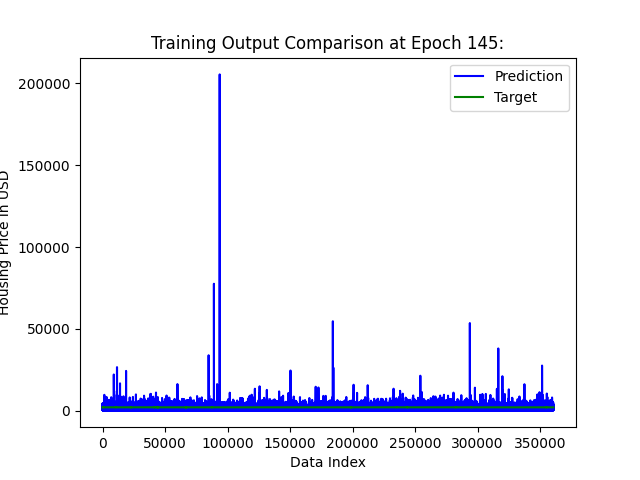 Training Output Comparison at Epoch 145:
Prediction
Target
Housing Price in USD
200000
150000
100000
50000
0
0 50000 100000 150000 200000 250000 300000 350000
Data Index